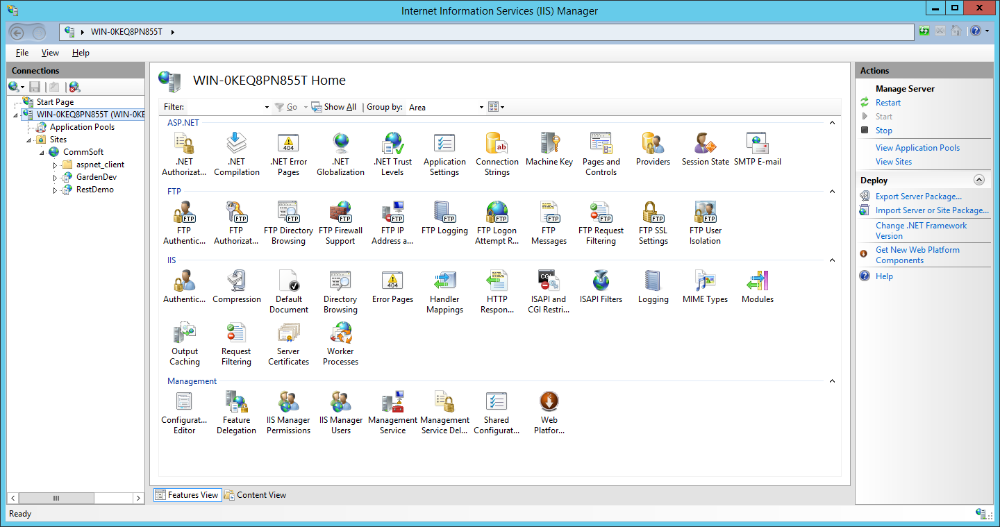 Internet Information Services (IIS) Manager
WIN-0KEQ8PN855T
File View Help
Connections
Start Page
WIN-0KEQ8PN855T (WIN-0KE
Application Pools
Sites
CommSoft
aspnet_client
GardenDev
RestDemo
WIN-0KEQ8PN855T Home
Filter: Go Show All Group by: Area
ASP.NET
.NET Authorizat...
.NET Compilation
.NET Error Pages
.NET Globalization
.NET Trust Levels
Application Settings
Connection Strings
Machine Key
Pages and Controls
Providers
Session State
SMTP E-mail
FTP
FTP Authentic...
FTP Authorizat...
FTP Directory Browsing
FTP Firewall Support
FTP IP Address a...
FTP Logging
FTP Logon Attempt R...
FTP Messages
FTP Request Filtering
FTP SSL Settings
FTP User Isolation
IIS
Authentic...
Compression
Default Document
Directory Browsing
Error Pages
Handler Mappings
HTTP Respon...
ISAPI and CGI Restri...
ISAPI Filters
Logging
MIME Types
Modules
Output Caching
Request Filtering
Server Certificates
Worker Processes
Management
Configurat... Editor
Feature Delegation
IIS Manager Permissions
IIS Manager Users
Management Service
Management Service Del...
Shared Configurat...
Web Platfor...
Features View
Content View
Actions
Manage Server
Restart
Start
Stop
View Application Pools
View Sites
Deploy
Export Server Package...
Import Server or Site Package...
Change .NET Framework
Version
Get New Web Platform
Components
Help
Ready